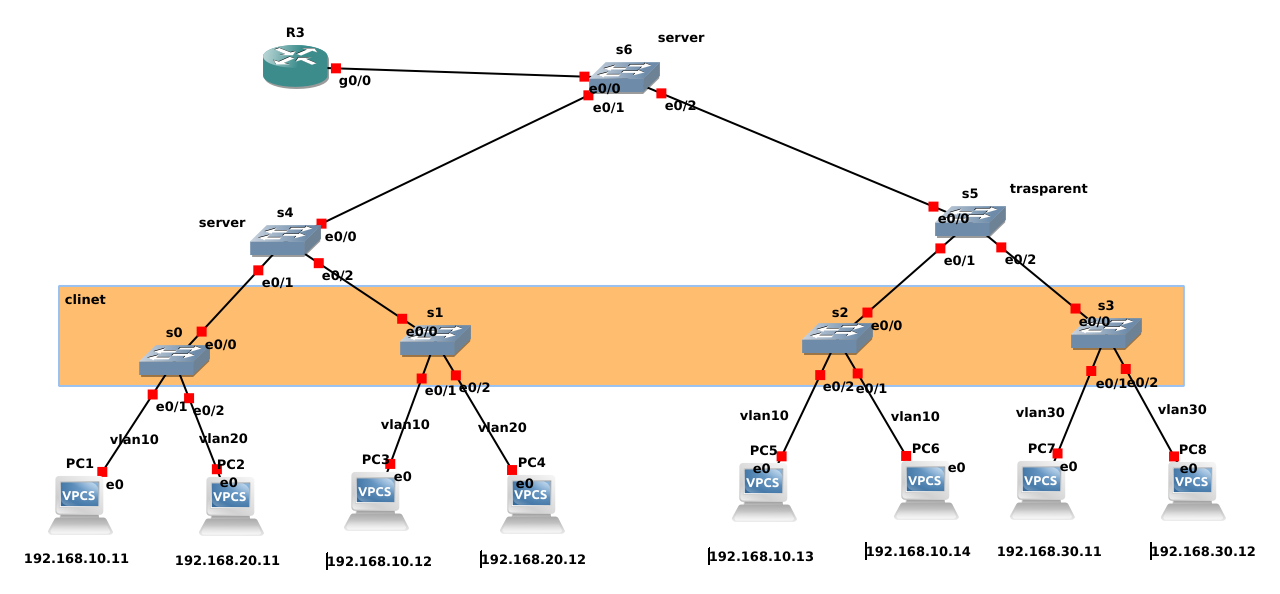 R3
server
s6
g0/0
e0/0
e0/1
e0/2
trasparent
s5
s4
server
e0/0
e0/0
e0/1
e0/2
e0/1
e0/2
clinet
s0
s1
s2
s3
e0/0
e0/0
e0/0
e0/0
e0/1
e0/2
e0/1
e0/2
e0/2
e0/1
e0/1
e0/2
vlan10
vlan20
vlan10
vlan20
vlan10
vlan10
vlan30
vlan30
PC1
PC2
PC3
PC4
PC5
PC6
PC7
PC8
e0
e0
e0
e0
e0
e0
e0
e0
VPCS
VPCS
VPCS
VPCS
VPCS
VPCS
VPCS
VPCS
192.168.10.11
192.168.20.11
192.168.10.12
192.168.20.12
192.168.10.13
192.168.10.14
192.168.30.11
192.168.30.12